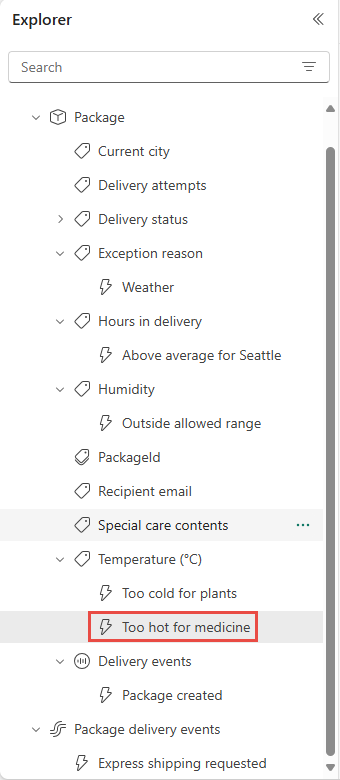 Explorer
Search
Package
Current city
Delivery attempts
Delivery status
Exception reason
Weather
Hours in delivery
Above average for Seattle
Humidity
Outside allowed range
PackageId
Recipient email
Special care contents
Temperature (°C)
Too cold for plants
Too hot for medicine
Delivery events
Package created
Package delivery events
Express shipping requested